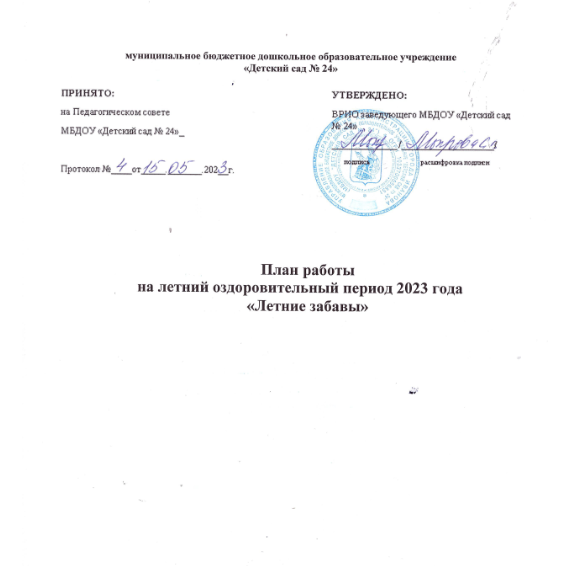 муниципальное бюджетное дошкольное образовательное учреждение
«Детский сад № 24»
ПРИНЯТО:
на Педагогическом совете
МБДОУ «Детский сад № 24»_
Протокол № 4 от 15.05 2023 г.
УТВЕРЖДЕНО:
ВРИО заведующего МБДОУ «Детский сад
№ 24»
подпись расшифровка подписи
План работы
на летний оздоровительный период 2023 года
«Летние забавы»